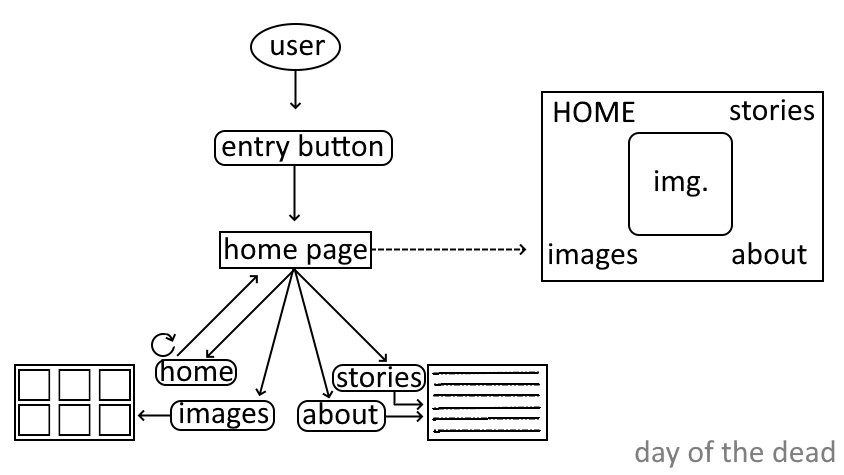 user
entry button
HOME
stories
img.
images
about
home page
home
stories
images
about
day of the dead